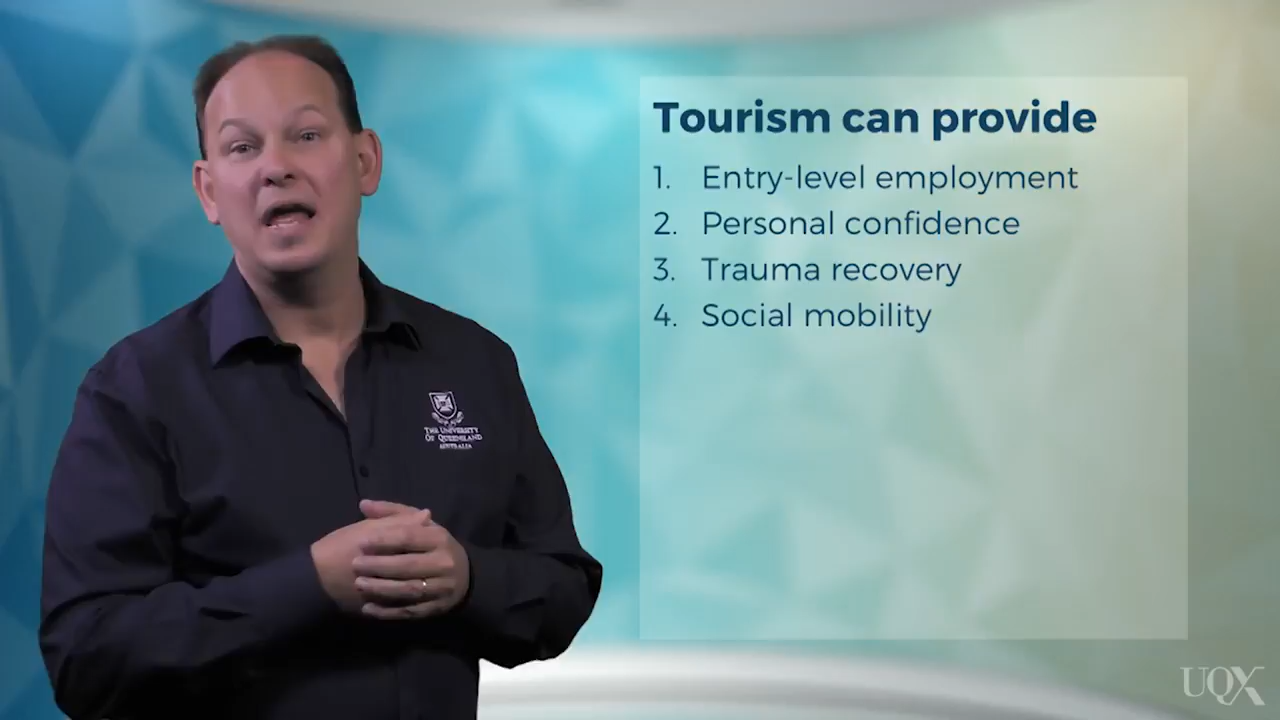 Tourism can provide
1. Entry-level employment
2. Personal confidence
3. Trauma recovery
4. Social mobility
THE UNIVERSITY
OF QUEENSLAND
AUSTRALIA
UQX